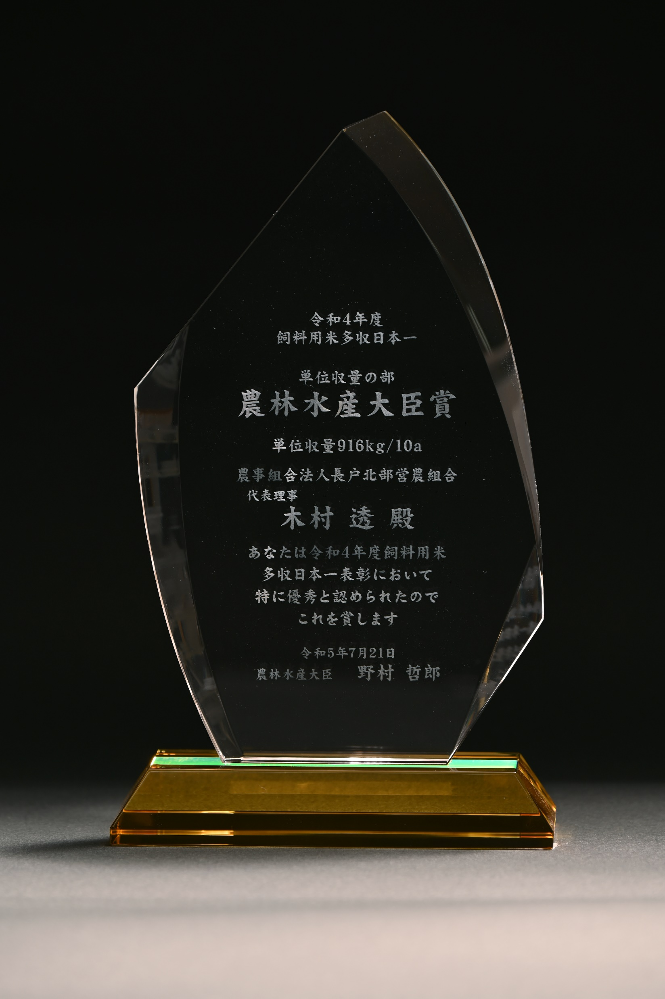 令和4年度
飼料用米多収日本一
単位収量の部
農林水産大臣賞
単位収量916kg/10a
農事組合法人長戸北部営農組合
代表理事
木村 透 殿
あなたは令和4年度飼料用米
多収日本一表彰において
特に優秀と認められたので
これを賞します
令和5年7月21日
農林水産大臣 野村 哲郎